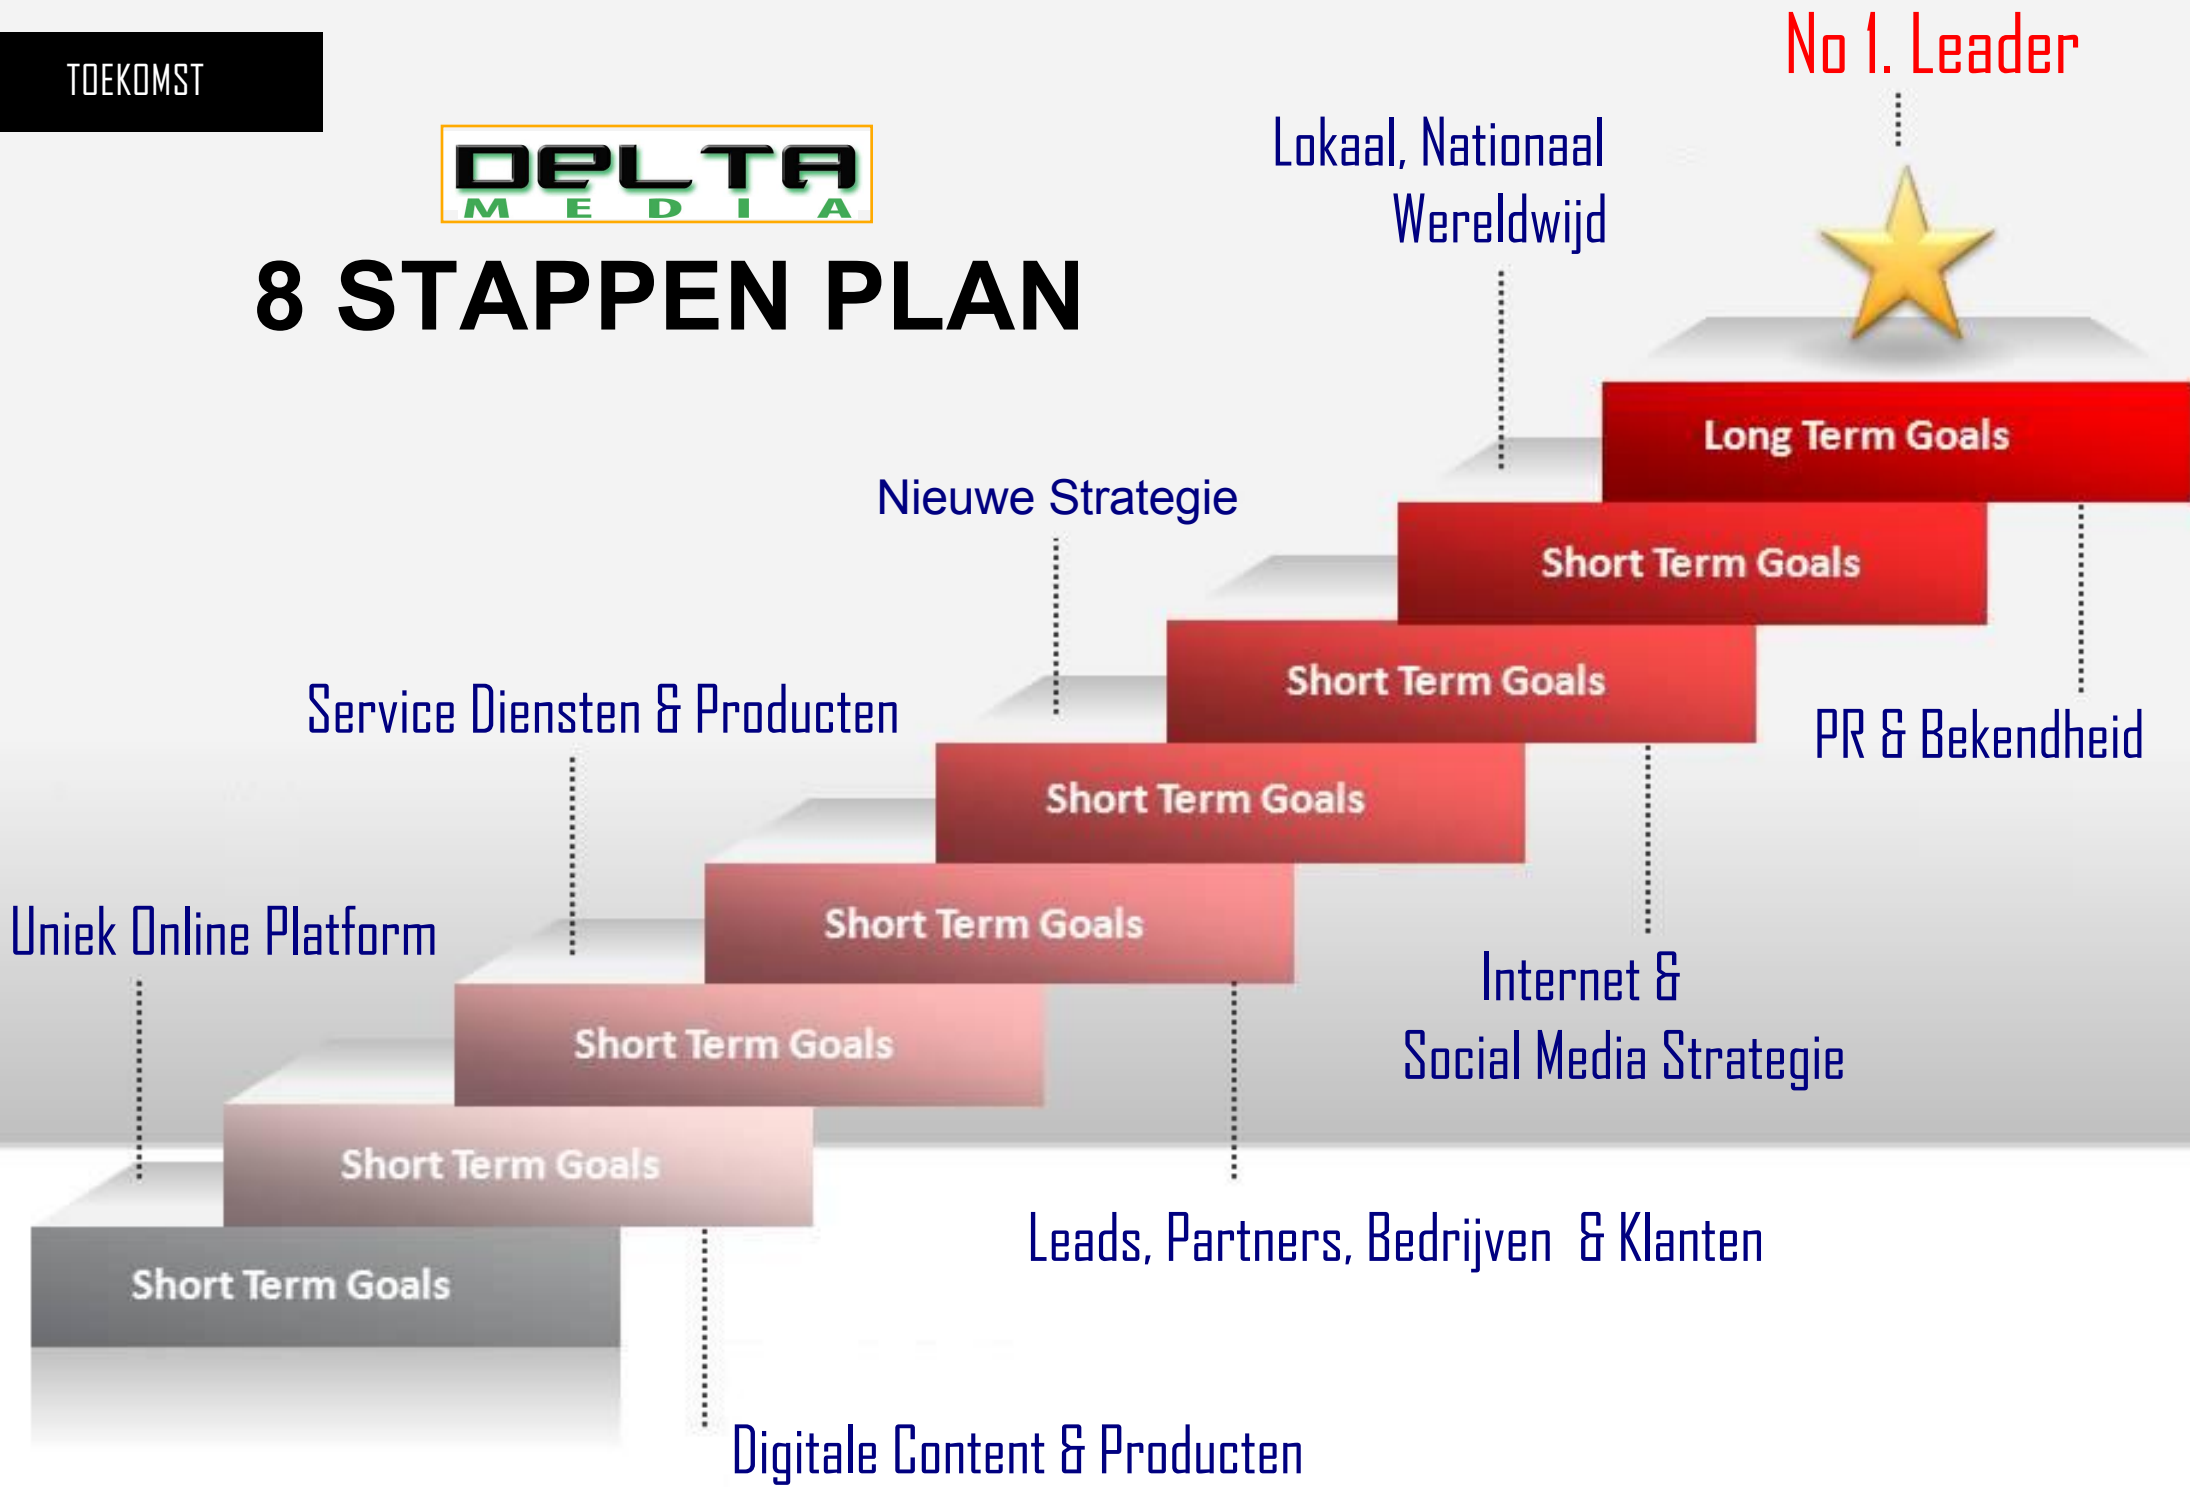 TOEKOMST
No 1. Leader
DELTA
MEDIA
8 STAPPEN PLAN
Lokaal, Nationaal
Wereldwijd
Long Term Goals
Nieuwe Strategie
Short Term Goals
Short Term Goals
Service Diensten & Producten
PR & Bekendheid
Short Term Goals
Uniek Online Platform
Short Term Goals
Internet &
Social Media Strategie
Short Term Goals
Short Term Goals
Leads, Partners, Bedrijven & Klanten
Short Term Goals
Digitale Content & Producten